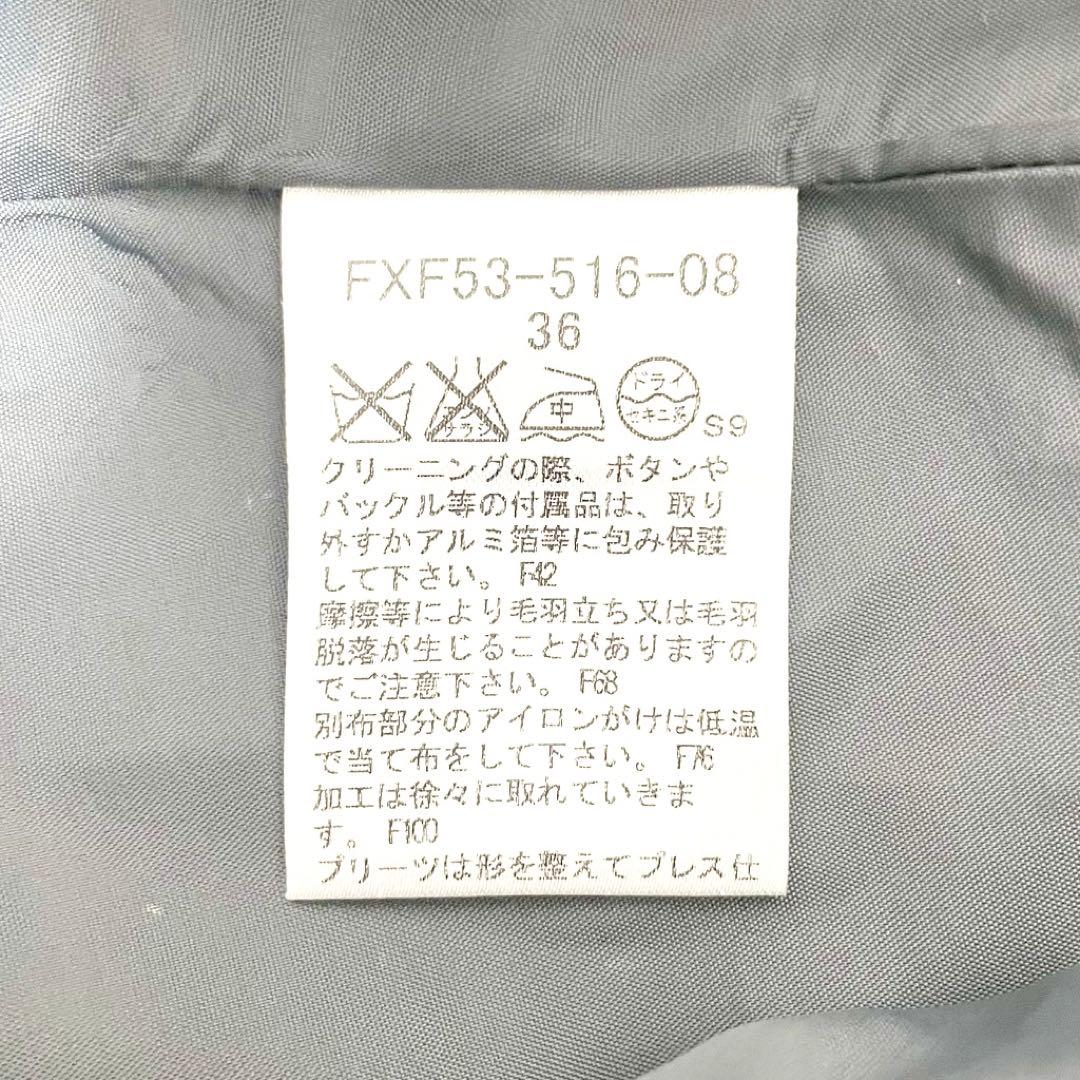 FXF53-516-08
36
エンソ
サラシ
中
ドライ
セキユ系
S9
クリーニングの際、ボタンや
バックル等の付属品は、取り
外すかアルミ箔等に包み保護
して下さい。 F42
摩擦等により毛羽立ち又は毛羽
脱落が生じることがありますの
でご注意下さい。 F68
別布部分のアイロンがけは低温
で当て布をして下さい。 F76
加工は徐々に取れていきま
す。 F100
プリーツは形を整えてプレス仕